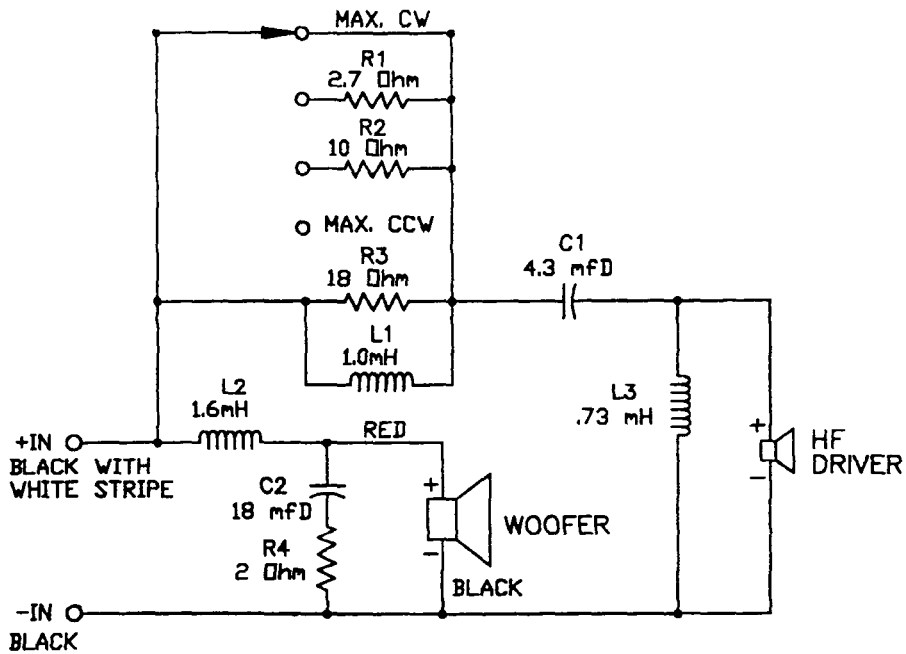 MAX. CW
R1
2.7 Ohm
R2
10 Ohm
MAX. CCW
R3
18 Ohm
C1
4.3 mfD
L1
1.0mH
L2
1.6mH
RED
L3
.73 mH
+
HF
DRIVER
-
+IN
BLACK WITH
WHITE STRIPE
C2
18 mfD
+
WOOFER
-
R4
2 Ohm
BLACK
-IN
BLACK